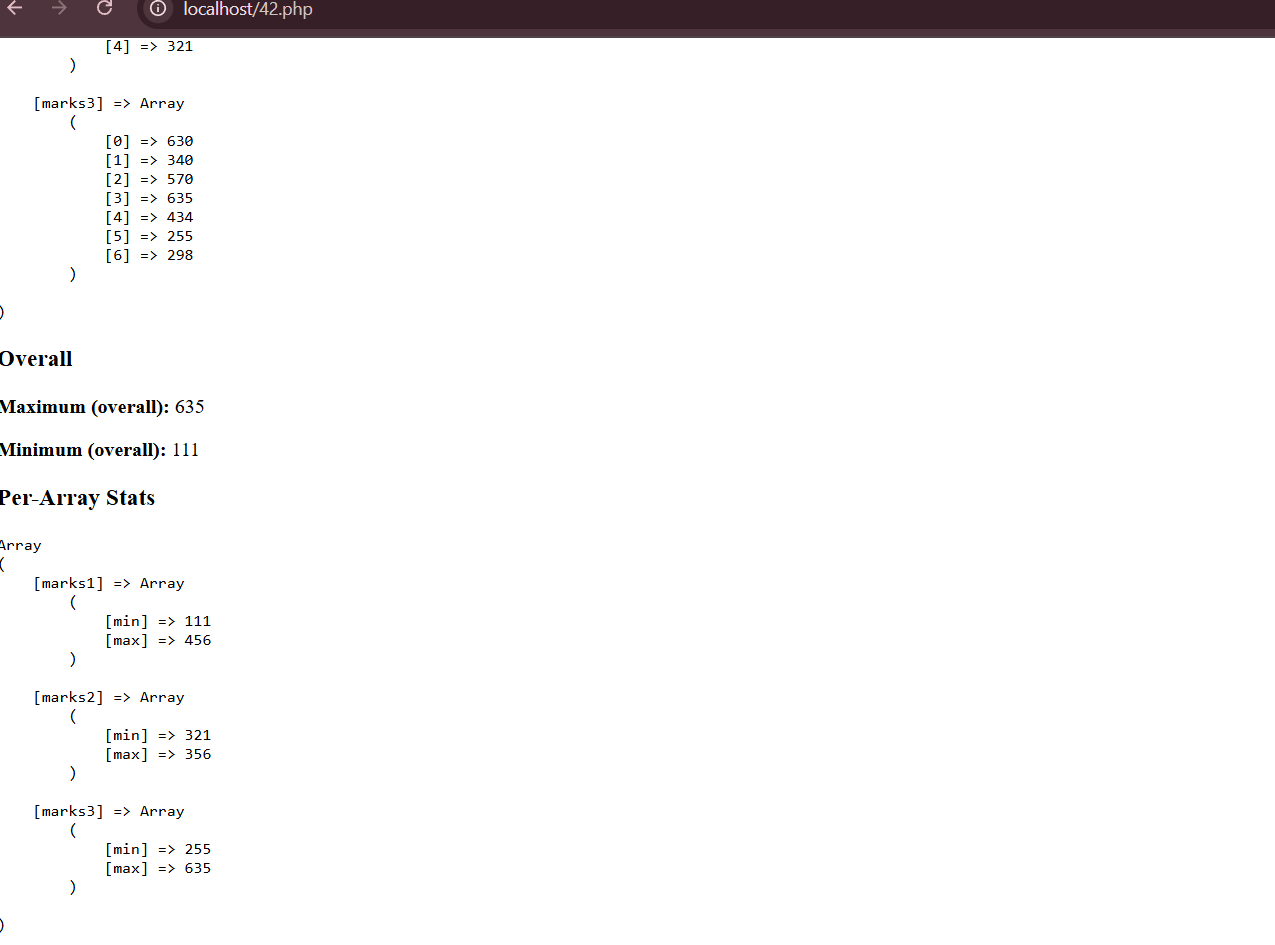 localhost/42.php
[4] => 321
)
[marks3] => Array
(
[0] => 630
[1] => 340
[2] => 570
[3] => 635
[4] => 434
[5] => 255
[6] => 298
)
)
Overall
Maximum (overall): 635
Minimum (overall): 111
Per-Array Stats
Array
(
[marks1] => Array
(
[min] => 111
[max] => 456
)
[marks2] => Array
(
[min] => 321
[max] => 356
)
[marks3] => Array
(
[min] => 255
[max] => 635
)
)